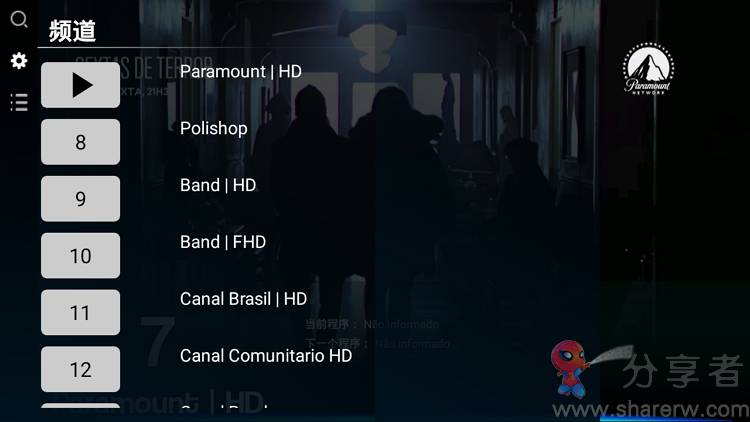 频道
SEXTAS DE TERROR
SEXTA, 21H3
Paramount | HD
8
Polishop
9
Band | HD
10
Band | FHD
11
Canal Brasil | HD
12
Canal Comunitario HD
7
当前程序： Não informado
下一个程序： Não informado
Paramount | HD
Paramount
NETWORK
分享者
www.sharerw.com